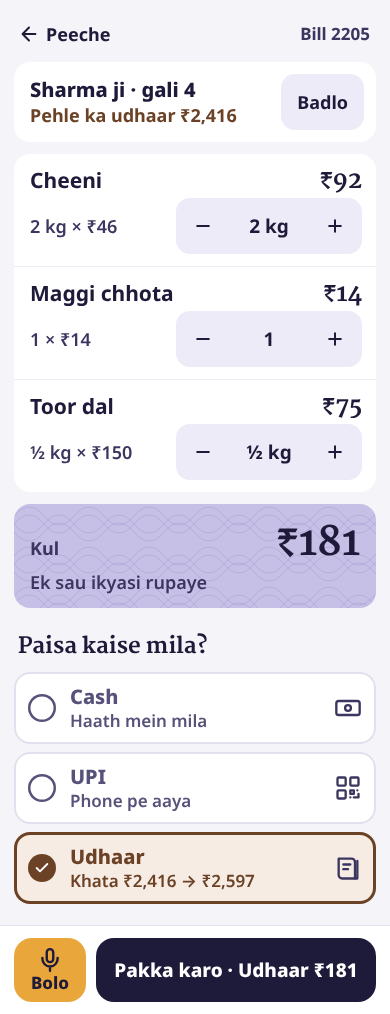 ← Peeche
Bill 2205
Sharma ji · gali 4
Pehle ka udhaar ₹2,416
Badlo
Cheeni
₹92
2 kg × ₹46
− 2 kg +
Maggi chhota
₹14
1 × ₹14
− 1 +
Toor dal
₹75
½ kg × ₹150
− ½ kg +
Kul
₹181
Ek sau ikyasi rupaye
Paisa kaise mila?
Cash
Haath mein mila
UPI
Phone pe aaya
Udhaar
Khata ₹2,416 → ₹2,597
Bolo
Pakka karo · Udhaar ₹181